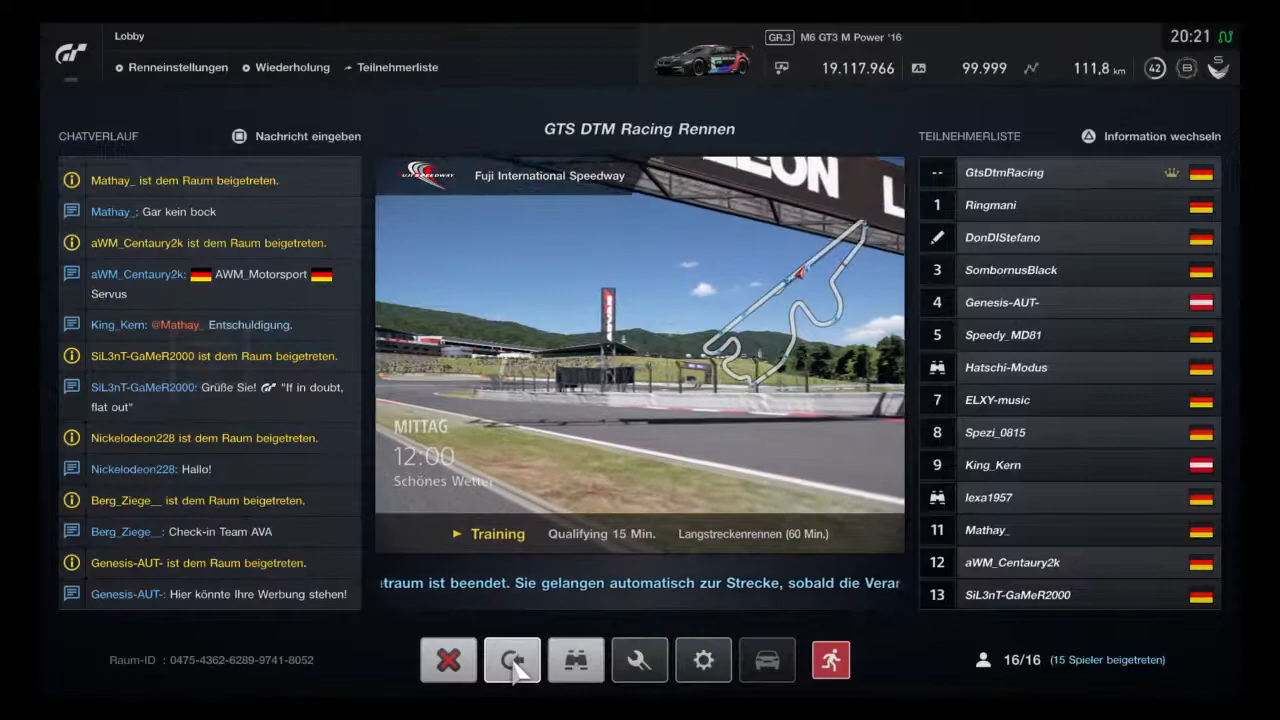 Lobby
GR.3 M6 GT3 M Power '16
20:21
Renneinstellungen Wiederholung Teilnehmerliste
19.117.966 99.999 111,8 km 42 B S
CHATVERLAUF Nachricht eingeben
GTS DTM Racing Rennen
TEILNEHMERLISTE Information wechseln
Mathay_ ist dem Raum beigetreten.
Mathay_: Gar kein bock
aWM_Centaury2k ist dem Raum beigetreten.
aWM_Centaury2k: AWM_Motorsport
Servus
King_Kern: @Mathay_ Entschuldigung.
SiL3nT-GaMeR2000 ist dem Raum beigetreten.
SiL3nT-GaMeR2000: Grüße Sie! "If in doubt,
flat out"
Nickelodeon228 ist dem Raum beigetreten.
Nickelodeon228: Hallo!
Berg_Ziege__ ist dem Raum beigetreten.
Berg_Ziege__: Check-in Team AVA
Genesis-AUT- ist dem Raum beigetreten.
Genesis-AUT-: Hier könnte Ihre Werbung stehen!
FUJI SPEEDWAY Fuji International Speedway
LEON L
MITTAG
12:00
Schönes Wetter
Training Qualifying 15 Min. Langstreckenrennen (60 Min.)
traum ist beendet. Sie gelangen automatisch zur Strecke, sobald die Verar
-- GtsDtmRacing
1 Ringmani
DonDIStefano
3 SombornusBlack
4 Genesis-AUT-
5 Speedy_MD81
Hatschi-Modus
7 ELXY-music
8 Spezi_0815
9 King_Kern
lexa1957
11 Mathay_
12 aWM_Centaury2k
13 SiL3nT-GaMeR2000
Raum-ID : 0475-4362-6289-9741-8052
16/16 (15 Spieler beigetreten)